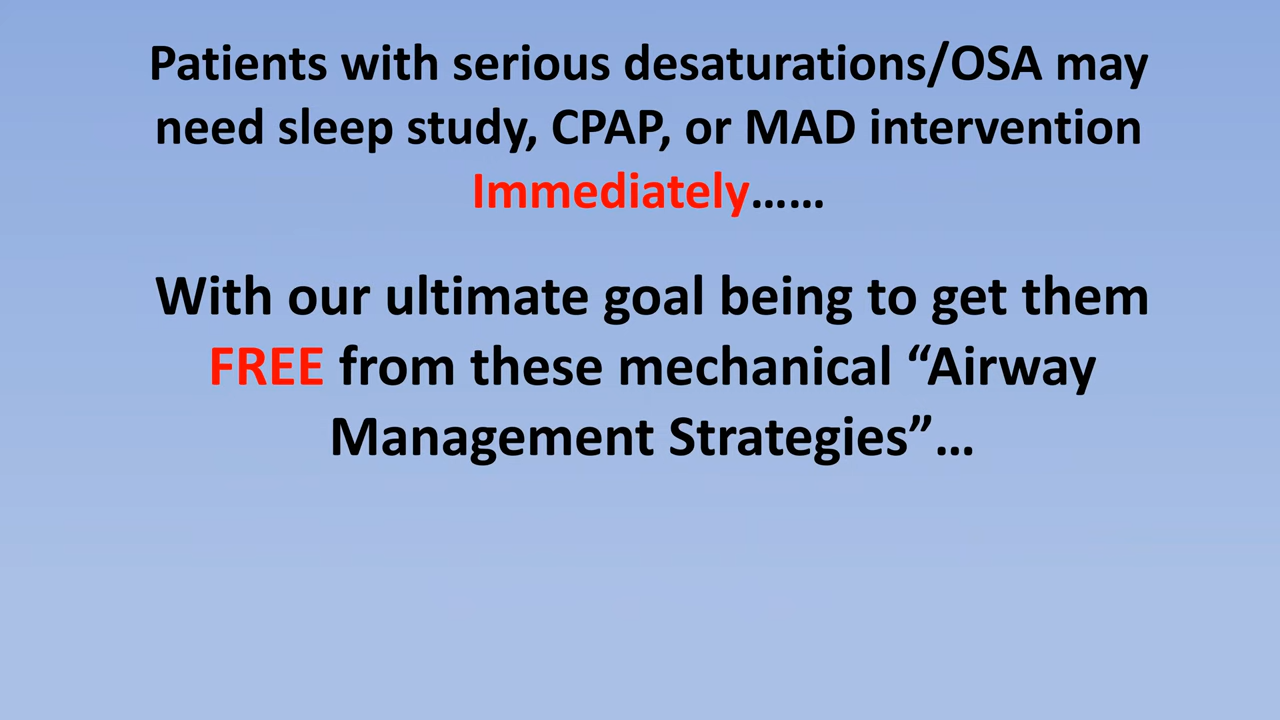 Patients with serious desaturations/OSA may
need sleep study, CPAP, or MAD intervention
Immediately……
With our ultimate goal being to get them
FREE from these mechanical “Airway
Management Strategies”…